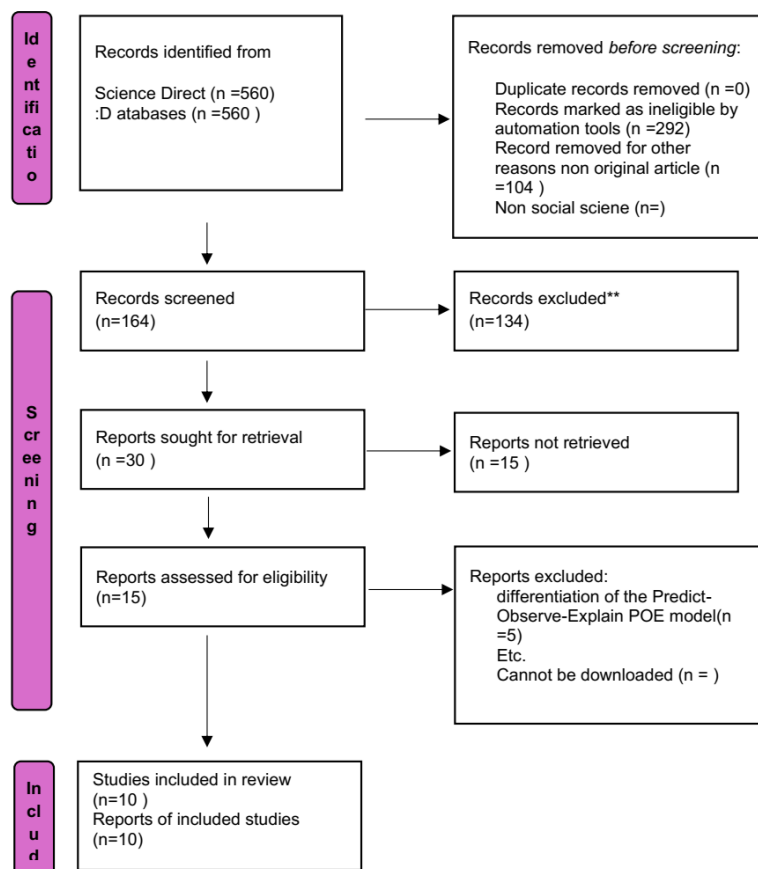 Id
e
nt
ifi
ca
ti
o
Records identified from
Science Direct (n =560)
:D atabases (n =560 )
Records removed before screening:
Duplicate records removed (n =0)
Records marked as ineligible by
automation tools (n =292)
Record removed for other
reasons non original article (n
=104 )
Non social sciene (n=)
S
cr
ee
ni
n
g
Records screened
(n=164)
Records excluded**
(n=134)
Reports sought for retrieval
(n =30 )
Reports not retrieved
(n =15 )
Reports assessed for eligibility
(n=15)
Reports excluded:
differentiation of the Predict-
Observe-Explain POE model(n
=5)
Etc.
Cannot be downloaded (n = )
In
cl
u
d
Studies included in review
(n=10 )
Reports of included studies
(n=10)